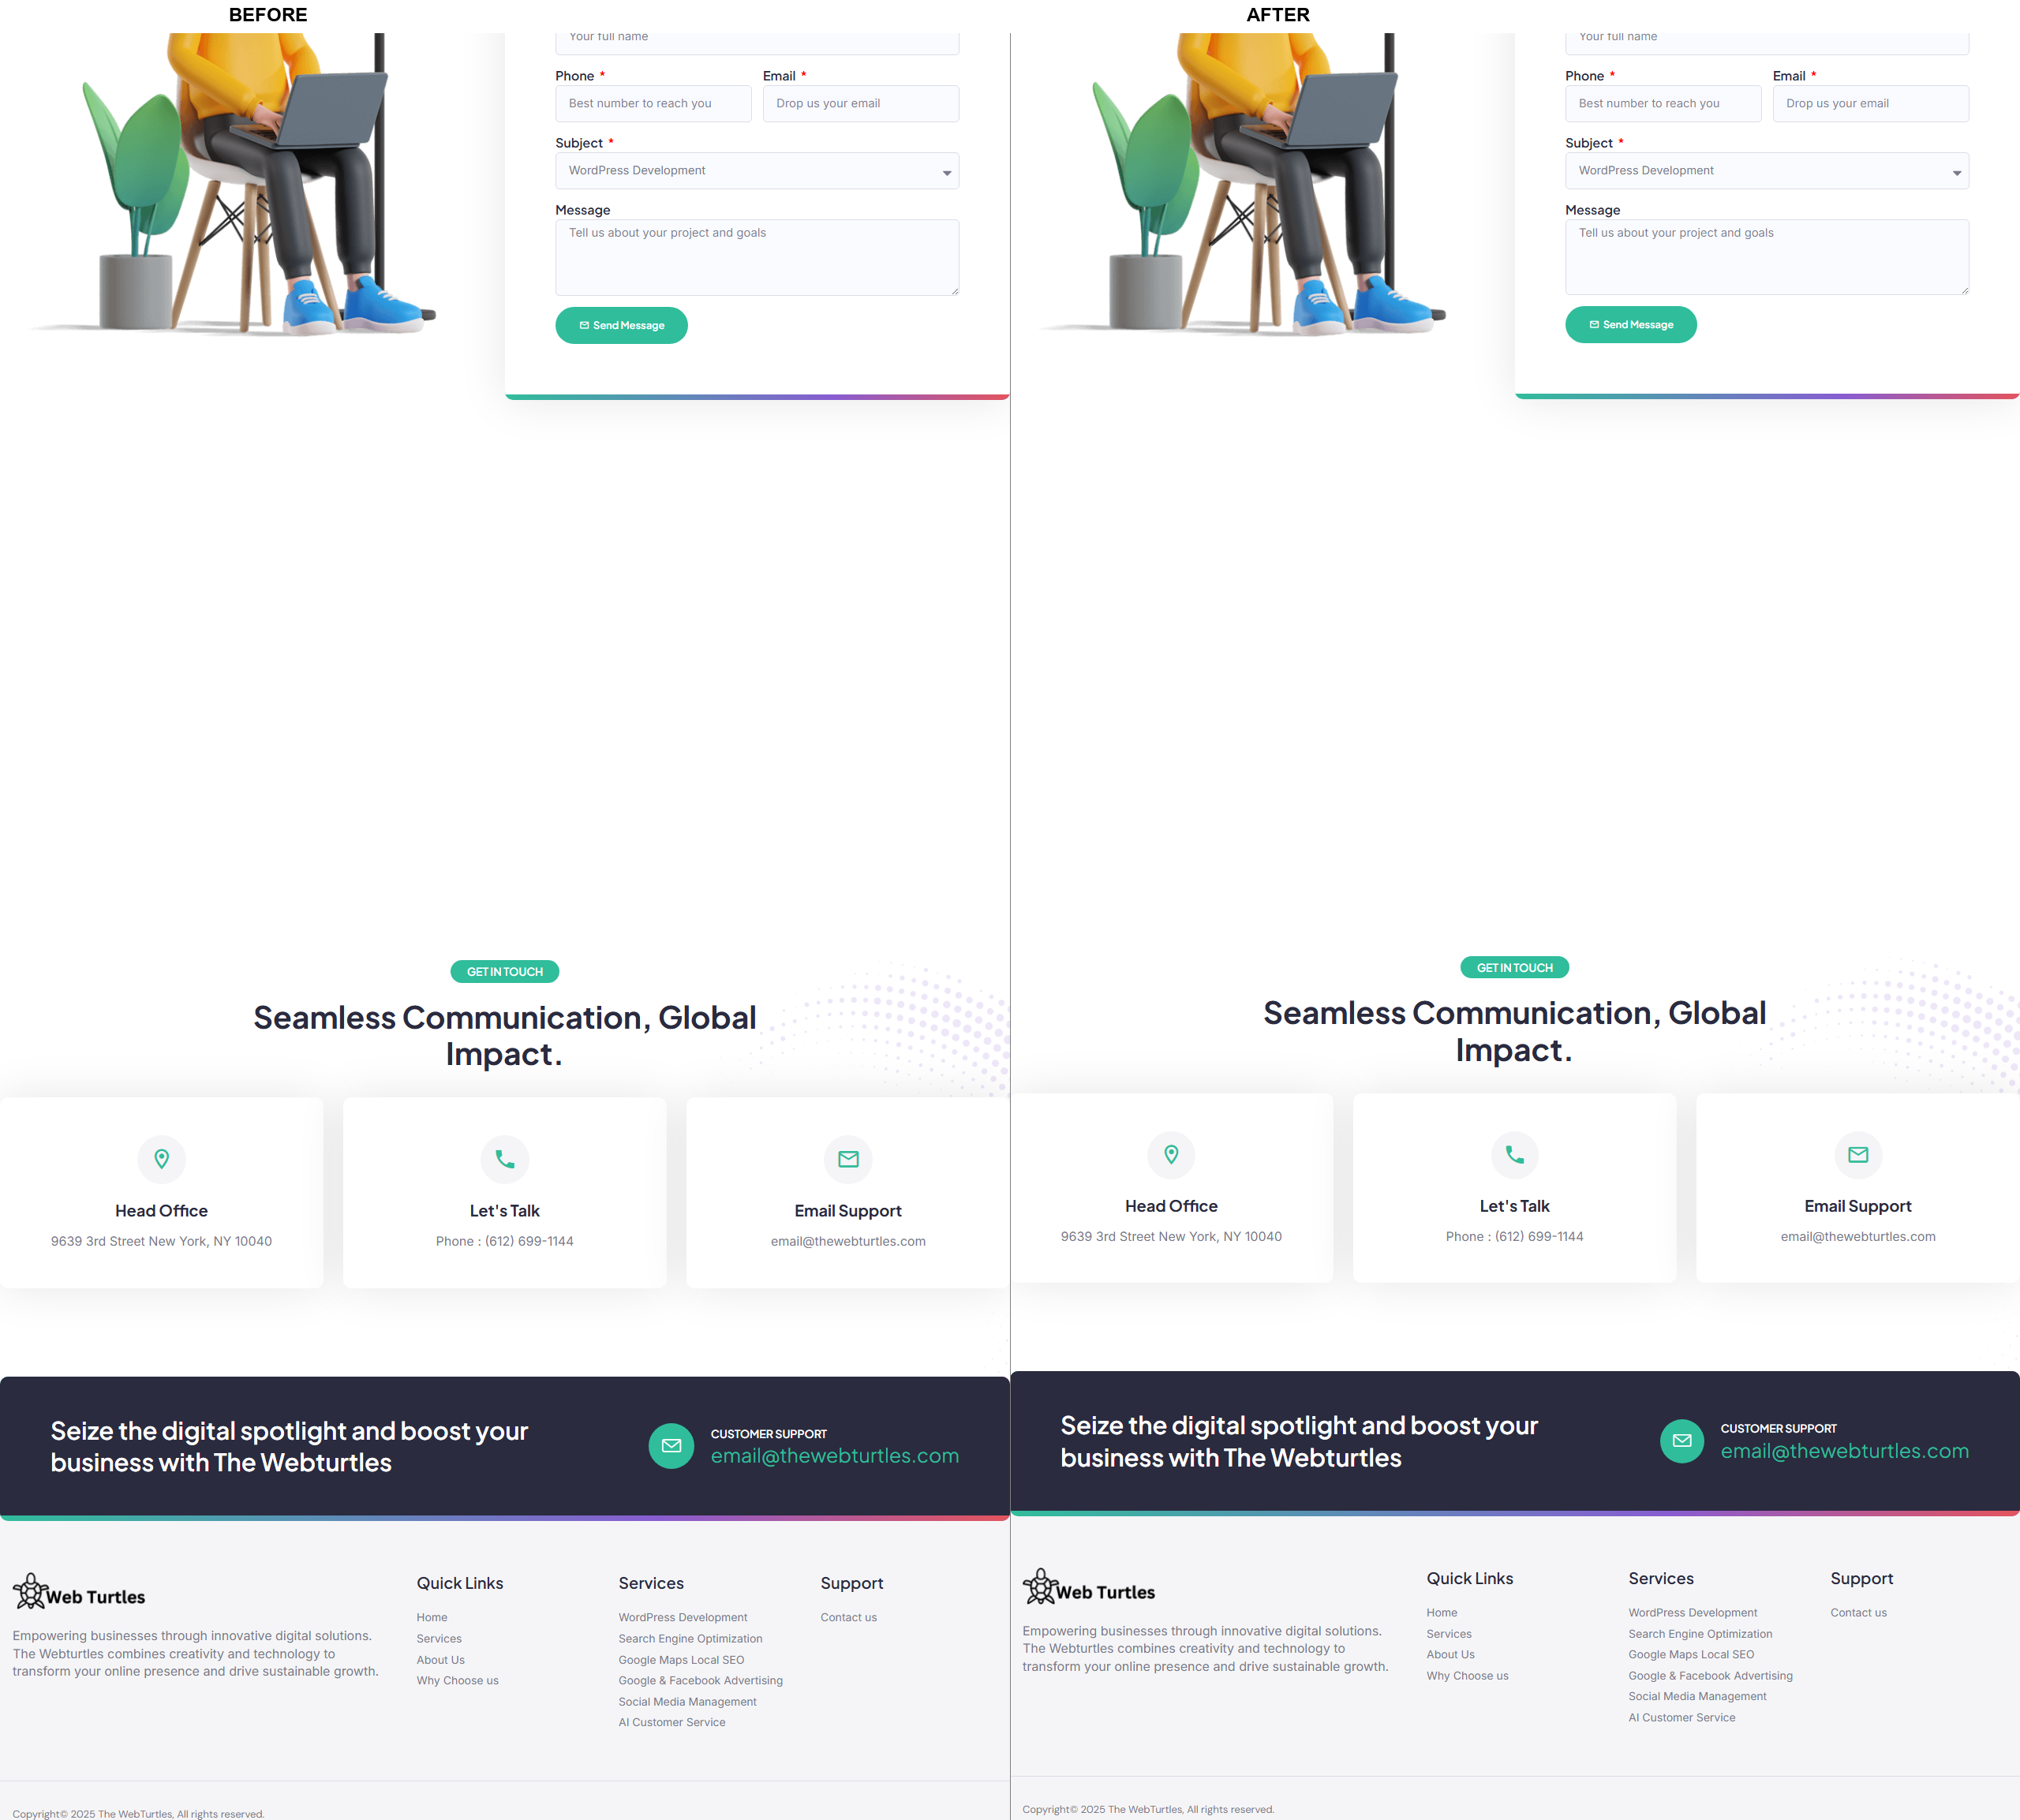 BEFORE
Your full name
Phone *
Email *
Best number to reach you
Drop us your email
Subject *
WordPress Development
Message
Tell us about your project and goals
Send Message
GET IN TOUCH
Seamless Communication, Global
Impact.
Head Office
9639 3rd Street New York, NY 10040
Let's Talk
Phone : (612) 699-1144
Email Support
email@thewebturtles.com
Seize the digital spotlight and boost your
business with The Webturtles
CUSTOMER SUPPORT
email@thewebturtles.com
Web Turtles
Empowering businesses through innovative digital solutions.
The Webturtles combines creativity and technology to
transform your online presence and drive sustainable growth.
Quick Links
Home
Services
About Us
Why Choose us
Services
WordPress Development
Search Engine Optimization
Google Maps Local SEO
Google & Facebook Advertising
Social Media Management
AI Customer Service
Support
Contact us
Copyright© 2025 The WebTurtles, All rights reserved.
AFTER
Your full name
Phone *
Email *
Best number to reach you
Drop us your email
Subject *
WordPress Development
Message
Tell us about your project and goals
Send Message
GET IN TOUCH
Seamless Communication, Global
Impact.
Head Office
9639 3rd Street New York, NY 10040
Let's Talk
Phone : (612) 699-1144
Email Support
email@thewebturtles.com
Seize the digital spotlight and boost your
business with The Webturtles
CUSTOMER SUPPORT
email@thewebturtles.com
Web Turtles
Empowering businesses through innovative digital solutions.
The Webturtles combines creativity and technology to
transform your online presence and drive sustainable growth.
Quick Links
Home
Services
About Us
Why Choose us
Services
WordPress Development
Search Engine Optimization
Google Maps Local SEO
Google & Facebook Advertising
Social Media Management
AI Customer Service
Support
Contact us
Copyright© 2025 The WebTurtles, All rights reserved.